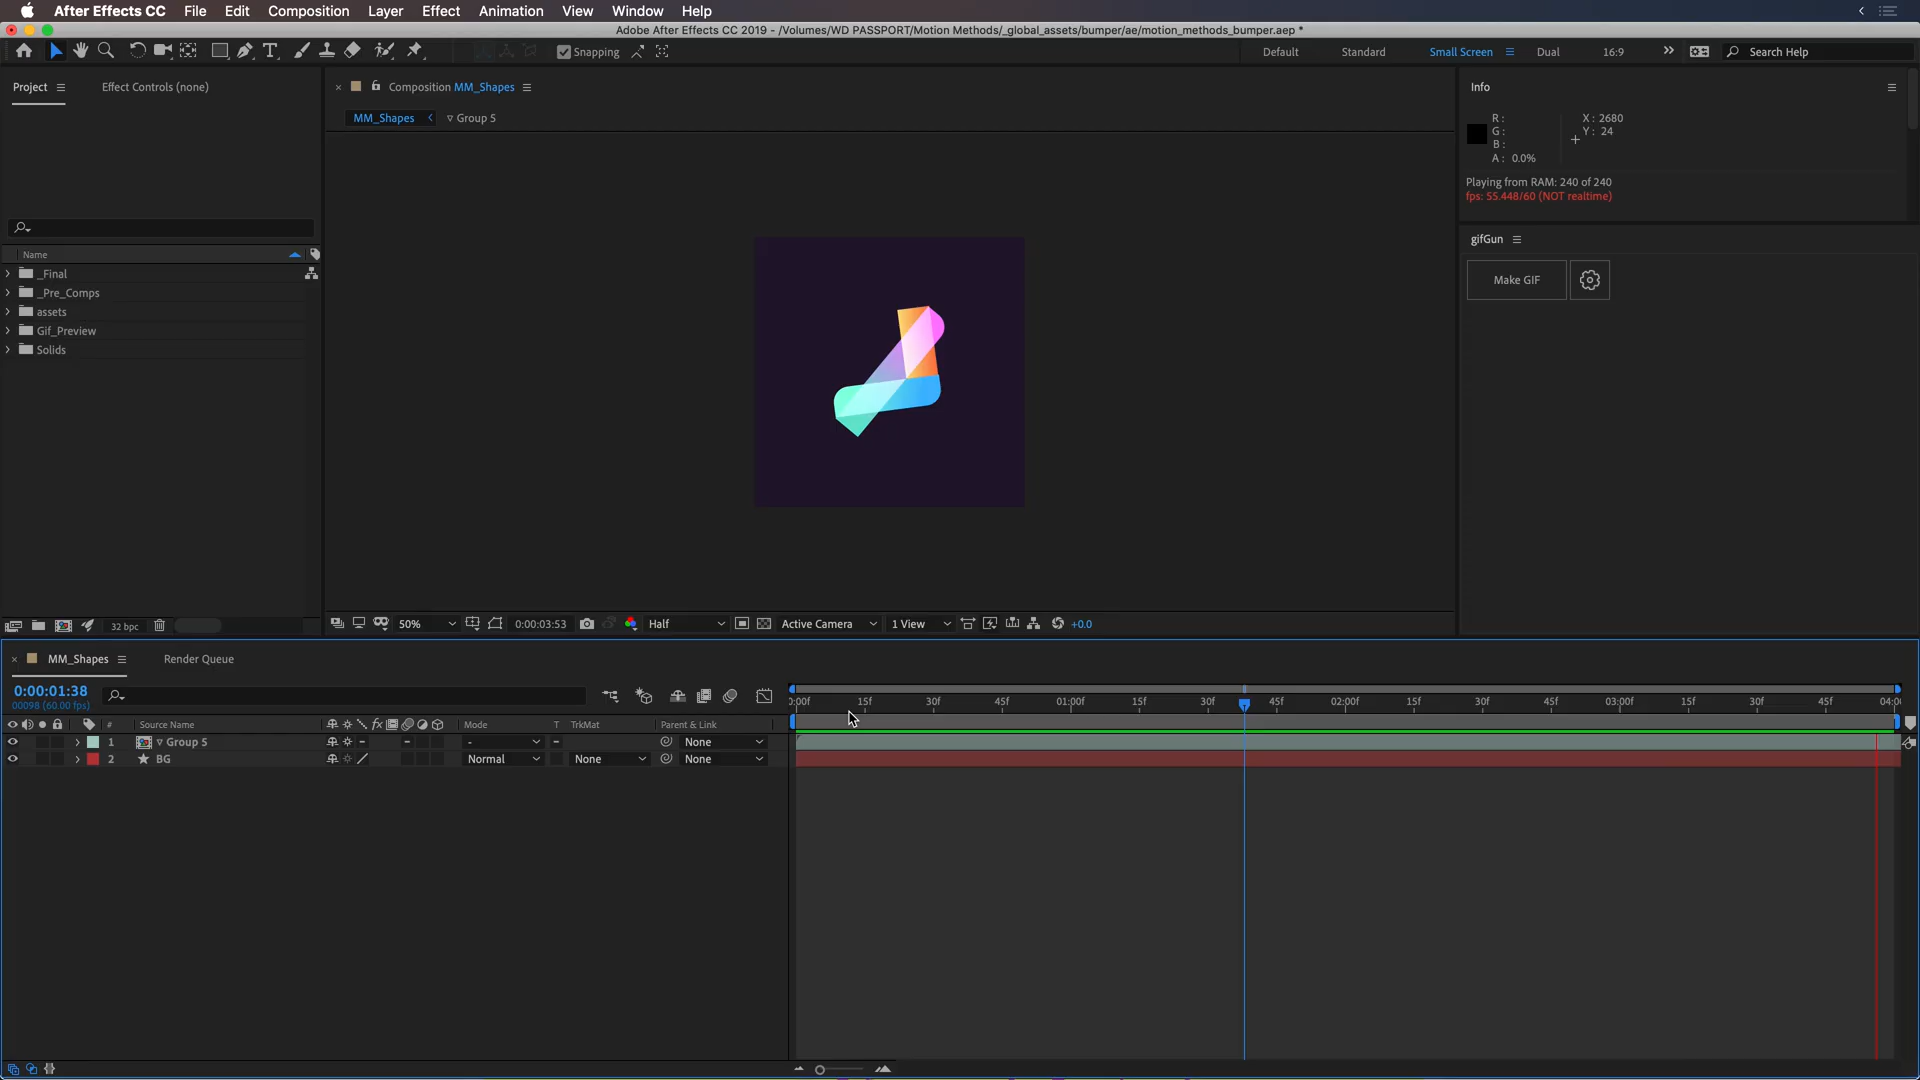 After Effects CC File Edit Composition Layer Effect Animation View Window Help
Adobe After Effects CC 2019 - /Volumes/WD PASSPORT/Motion Methods/_global_assets/bumper/ae/motion_methods_bumper.aep *
T Snapping Default Standard Small Screen Dual 16:9 Search Help
Project Effect Controls (none)
Composition MM_Shapes
MM_Shapes Group 5
Info
R:
G:
B:
A: 0.0%
X: 2680
Y: 24
Playing from RAM: 240 of 240
fps: 55.448/60 (NOT realtime)
gifGun
Make GIF
Name
_Final
_Pre_Comps
assets
Gif_Preview
Solids
32 bpc
50% 0:00:03:53 Half Active Camera 1 View +0.0
MM_Shapes Render Queue
0:00:01:38
00098 (60.00 fps)
:00f 15f 30f 45f 01:00f 15f 30f 45f 02:00f 15f 30f 45f 03:00f 15f 30f 45f 04:00
# Source Name fx Mode T TrkMat Parent & Link
1 Group 5 - None
2 BG Normal None None